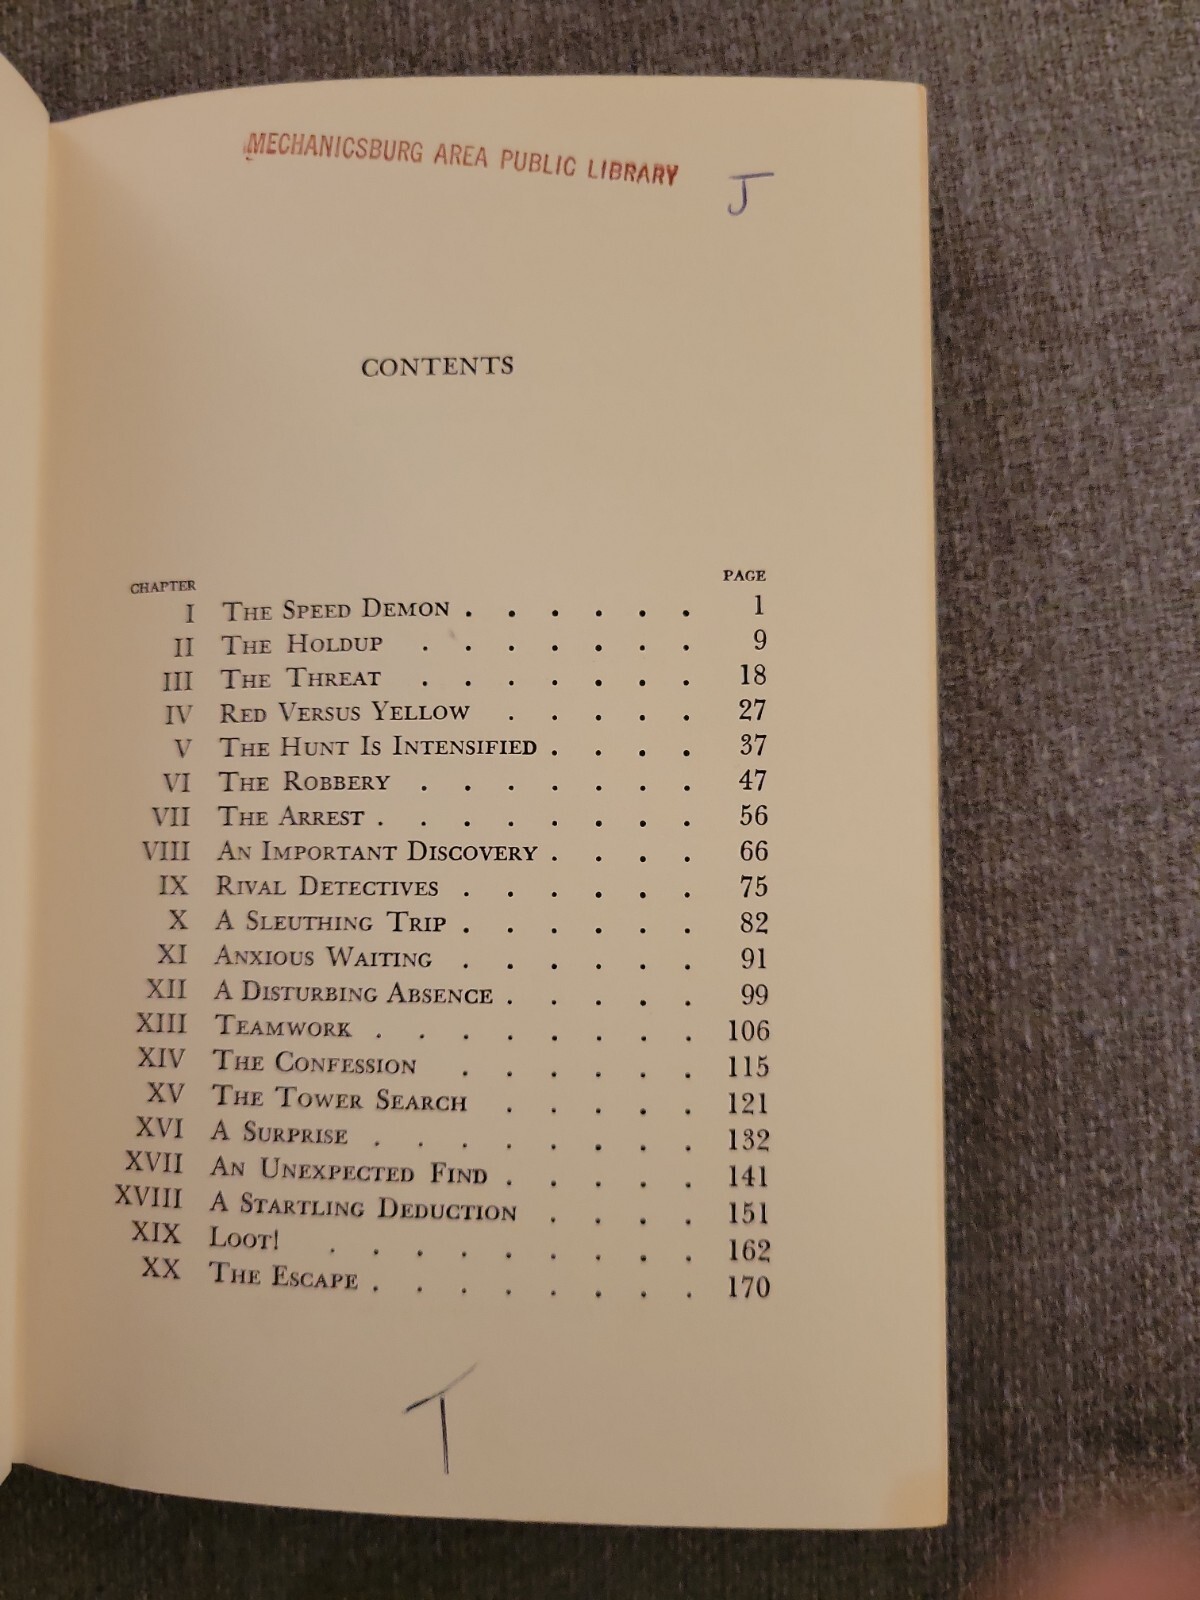 MECHANICSBURG AREA PUBLIC LIBRARY
J
CONTENTS
CHAPTER PAGE
I THE SPEED DEMON . . . . . . 1
II THE HOLDUP . . . . . . . 9
III THE THREAT . . . . . . . 18
IV RED VERSUS YELLOW . . . . . 27
V THE HUNT IS INTENSIFIED . . . . 37
VI THE ROBBERY . . . . . . . 47
VII THE ARREST . . . . . . . . 56
VIII AN IMPORTANT DISCOVERY . . . . 66
IX RIVAL DETECTIVES . . . . . . 75
X A SLEUTHING TRIP . . . . . . 82
XI ANXIOUS WAITING . . . . . . 91
XII A DISTURBING ABSENCE . . . . . 99
XIII TEAMWORK . . . . . . . . 106
XIV THE CONFESSION . . . . . . 115
XV THE TOWER SEARCH . . . . . 121
XVI A SURPRISE . . . . . . . . 132
XVII AN UNEXPECTED FIND . . . . . 141
XVIII A STARTLING DEDUCTION . . . . 151
XIX LOOT! . . . . . . . . . 162
XX THE ESCAPE . . . . . . . . 170
T